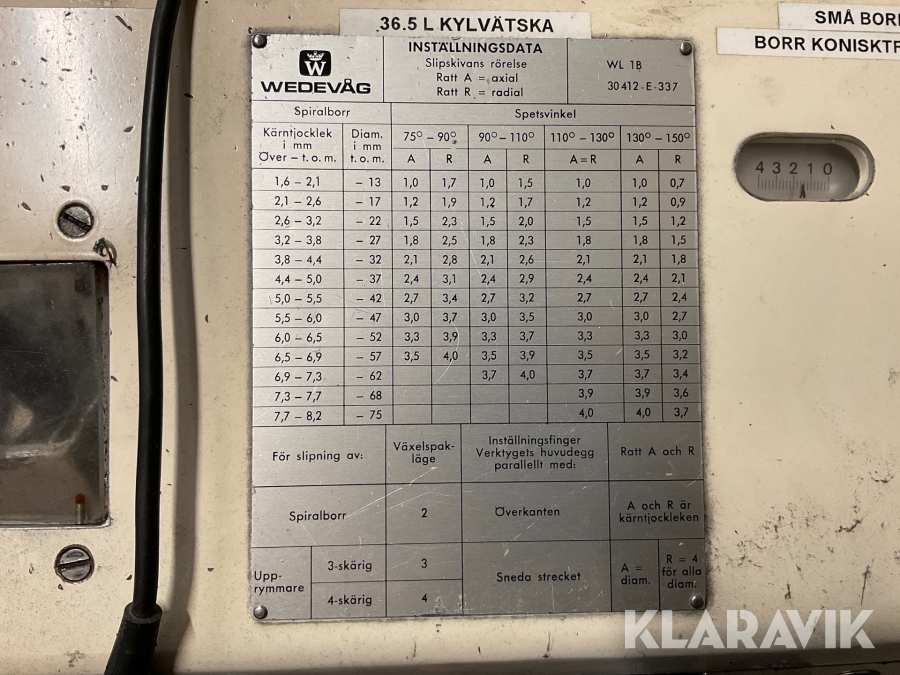 36.5 L KYLVÄTSKA
SMÅ BOR
BORR KONISKT
W
WEDEVÅG
INSTÄLLNINGSDATA
Slipskivans rörelse
Ratt A = axial
Ratt R = radial
WL 1B
30412-E-337
Spiralborr Spetsvinkel
Kärntjocklek i mm Över – t.o.m. Diam. i mm t.o.m. 75° – 90° 90° – 110° 110° – 130° 130° – 150°
A R A R A = R A R
1,6 – 2,1 – 13 1,0 1,7 1,0 1,5 1,0 1,0 0,7
2,1 – 2,6 – 17 1,2 1,9 1,2 1,7 1,2 1,2 0,9
2,6 – 3,2 – 22 1,5 2,3 1,5 2,0 1,5 1,5 1,2
3,2 – 3,8 – 27 1,8 2,5 1,8 2,3 1,8 1,8 1,5
3,8 – 4,4 – 32 2,1 2,8 2,1 2,6 2,1 2,1 1,8
4,4 – 5,0 – 37 2,4 3,1 2,4 2,9 2,4 2,4 2,1
5,0 – 5,5 – 42 2,7 3,4 2,7 3,2 2,7 2,7 2,4
5,5 – 6,0 – 47 3,0 3,7 3,0 3,5 3,0 3,0 2,7
6,0 – 6,5 – 52 3,3 3,9 3,3 3,7 3,3 3,3 3,0
6,5 – 6,9 – 57 3,5 4,0 3,5 3,9 3,5 3,5 3,2
6,9 – 7,3 – 62 3,7 4,0 3,7 3,7 3,4
7,3 – 7,7 – 68 3,9 3,9 3,6
7,7 – 8,2 – 75 4,0 4,0 3,7
För slipning av:
Växelspak-
läge
Inställningsfinger
Verktygets huvudegg
parallellt med:
Ratt A och R
Spiralborr 2 Överkanten
A och R är
kärntjockleken
Upp-
rymmare
3-skärig 3
4-skärig 4
Sneda strecket
A =
diam.
R = 4
för alla
diam.
4 3 2 1 0
KLARAVIK